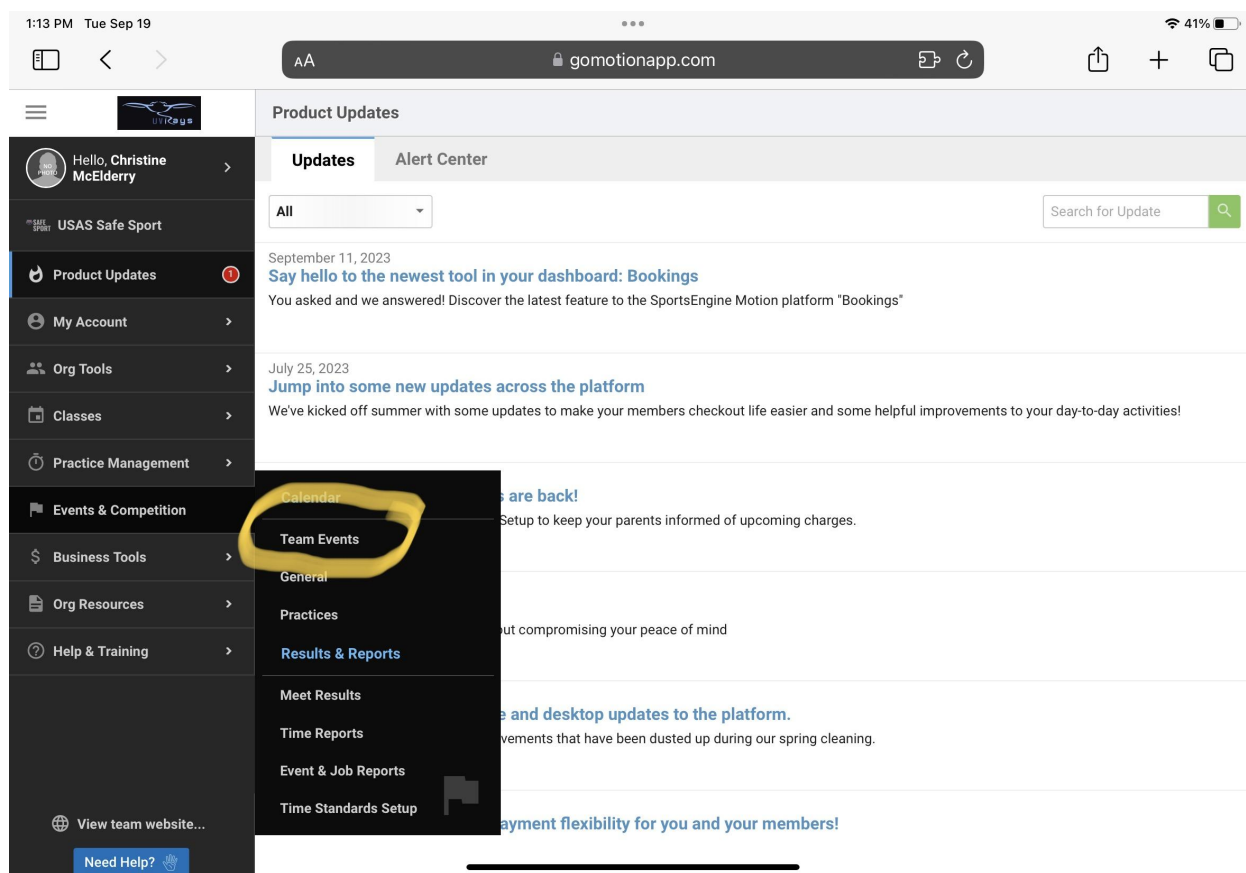 1:13 PM Tue Sep 19
41%
AA
gomotionapp.com
UVRays
Product Updates
Updates
Alert Center
NO PHOTO
Hello, Christine
McElderry
All
Search for Update
SAFE SPORT
USAS Safe Sport
Product Updates
1
My Account
Org Tools
Classes
Practice Management
Events & Competition
Business Tools
Org Resources
Help & Training
View team website...
Need Help?
September 11, 2023
Say hello to the newest tool in your dashboard: Bookings
You asked and we answered! Discover the latest feature to the SportsEngine Motion platform "Bookings"
July 25, 2023
Jump into some new updates across the platform
We've kicked off summer with some updates to make your members checkout life easier and some helpful improvements to your day-to-day activities!
Calendar
Team Events
General
Practices
Results & Reports
Meet Results
Time Reports
Event & Job Reports
Time Standards Setup
are back!
Setup to keep your parents informed of upcoming charges.
compromising your peace of mind
and desktop updates to the platform.
that have been dusted up during our spring cleaning.
flexibility for you and your members!